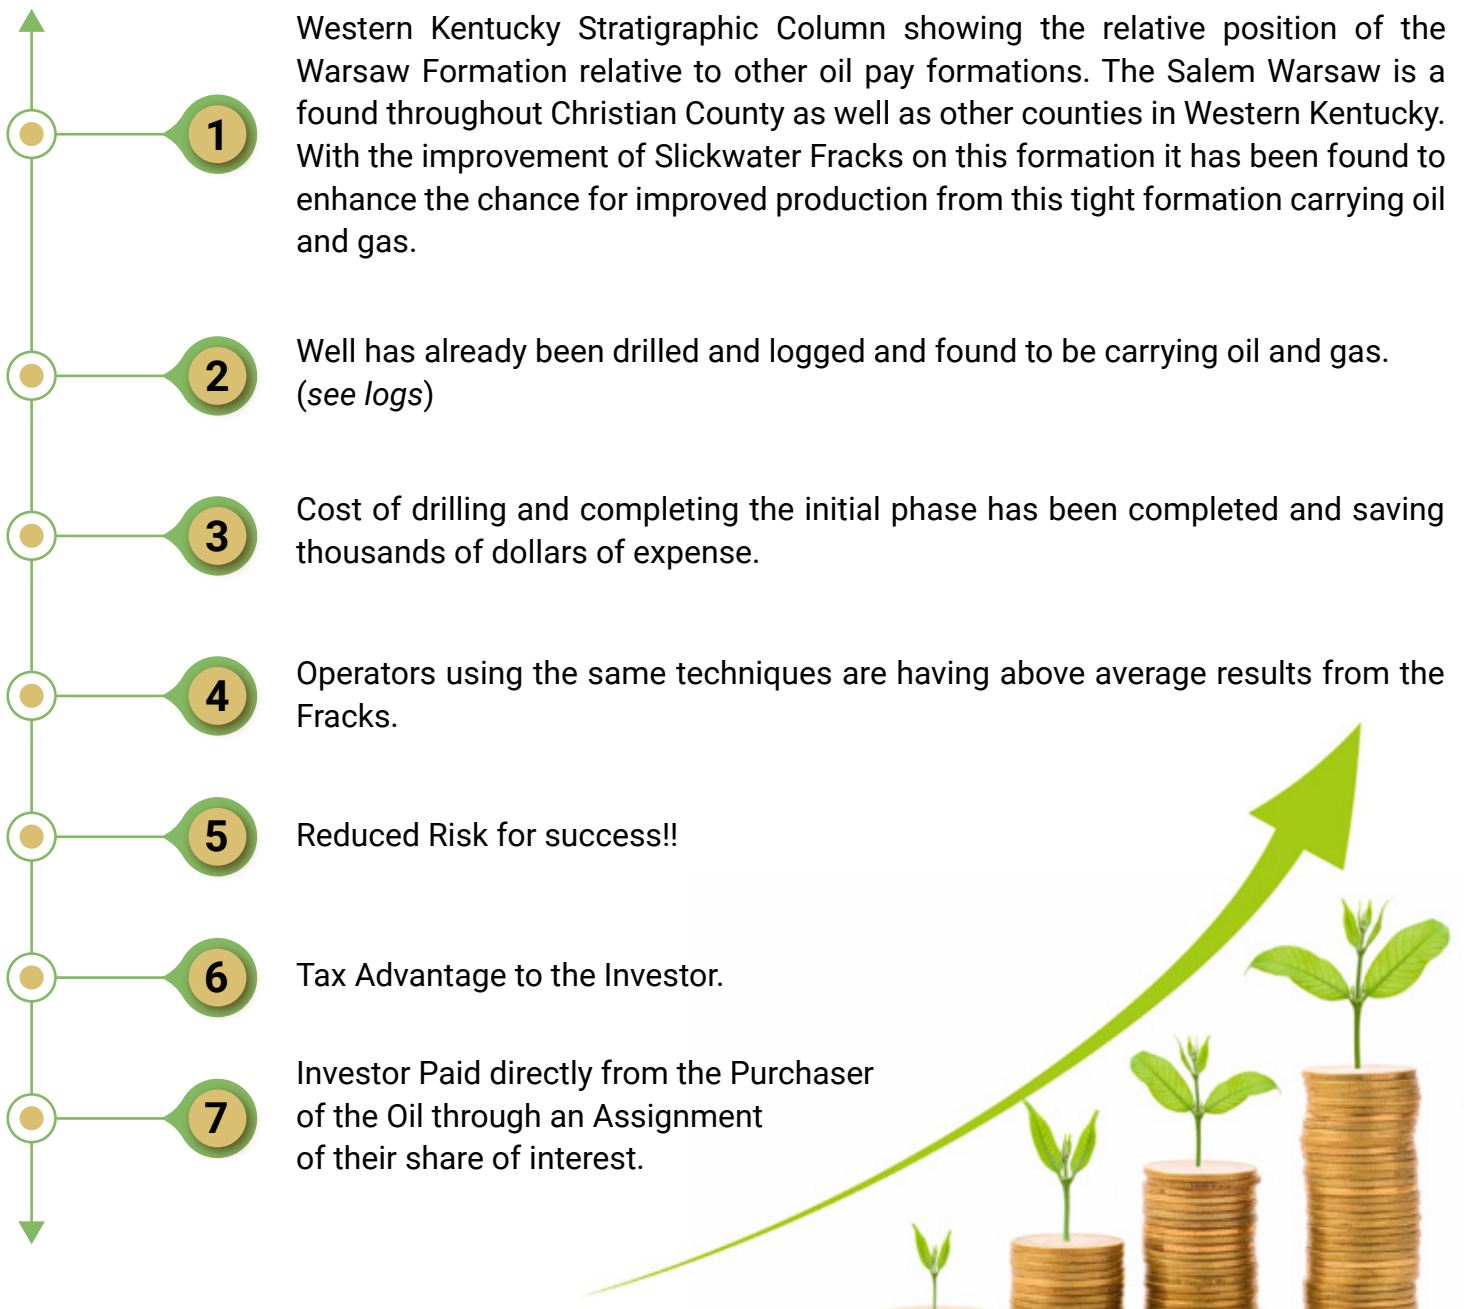 Western Kentucky Stratigraphic Column showing the relative position of the
Warsaw Formation relative to other oil pay formations. The Salem Warsaw is a
found throughout Christian County as well as other counties in Western Kentucky.
With the improvement of Slickwater Fracks on this formation it has been found to
enhance the chance for improved production from this tight formation carrying oil
and gas.
1
Well has already been drilled and logged and found to be carrying oil and gas.
(see logs)
2
Cost of drilling and completing the initial phase has been completed and saving
thousands of dollars of expense.
3
Operators using the same techniques are having above average results from the
Fracks.
4
Reduced Risk for success!!
5
Tax Advantage to the Investor.
6
Investor Paid directly from the Purchaser
of the Oil through an Assignment
of their share of interest.
7